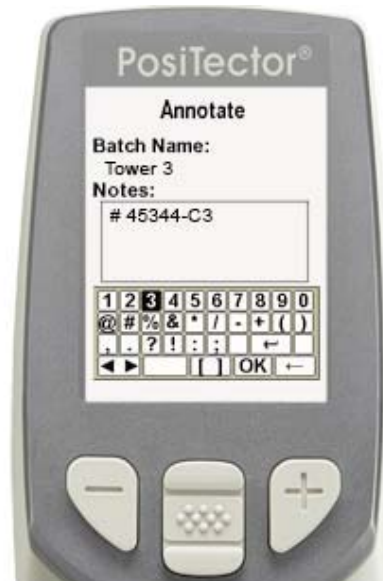 PosiTector®
Annotate
Batch Name:
Tower 3
Notes:
# 45344-C3
1 2 3 4 5 6 7 8 9 0
@ # % & * / - + ( )
, . ? ! : ; ↵
◄ ► [ ] OK ←
− +